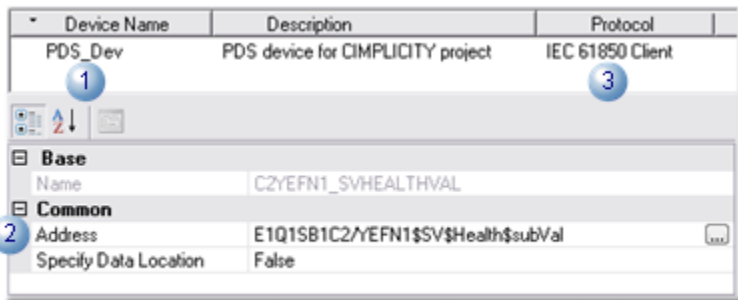 Device Name Description Protocol
PDS_Dev PDS device for CIMPLICITY project IEC 61850 Client
1 3
A Z
Base
Name C2YEFN1_SVHEALTHVAL
Common
2 Address E1Q1SB1C2/YEFN1$SV$Health$subVal ...
Specify Data Location False